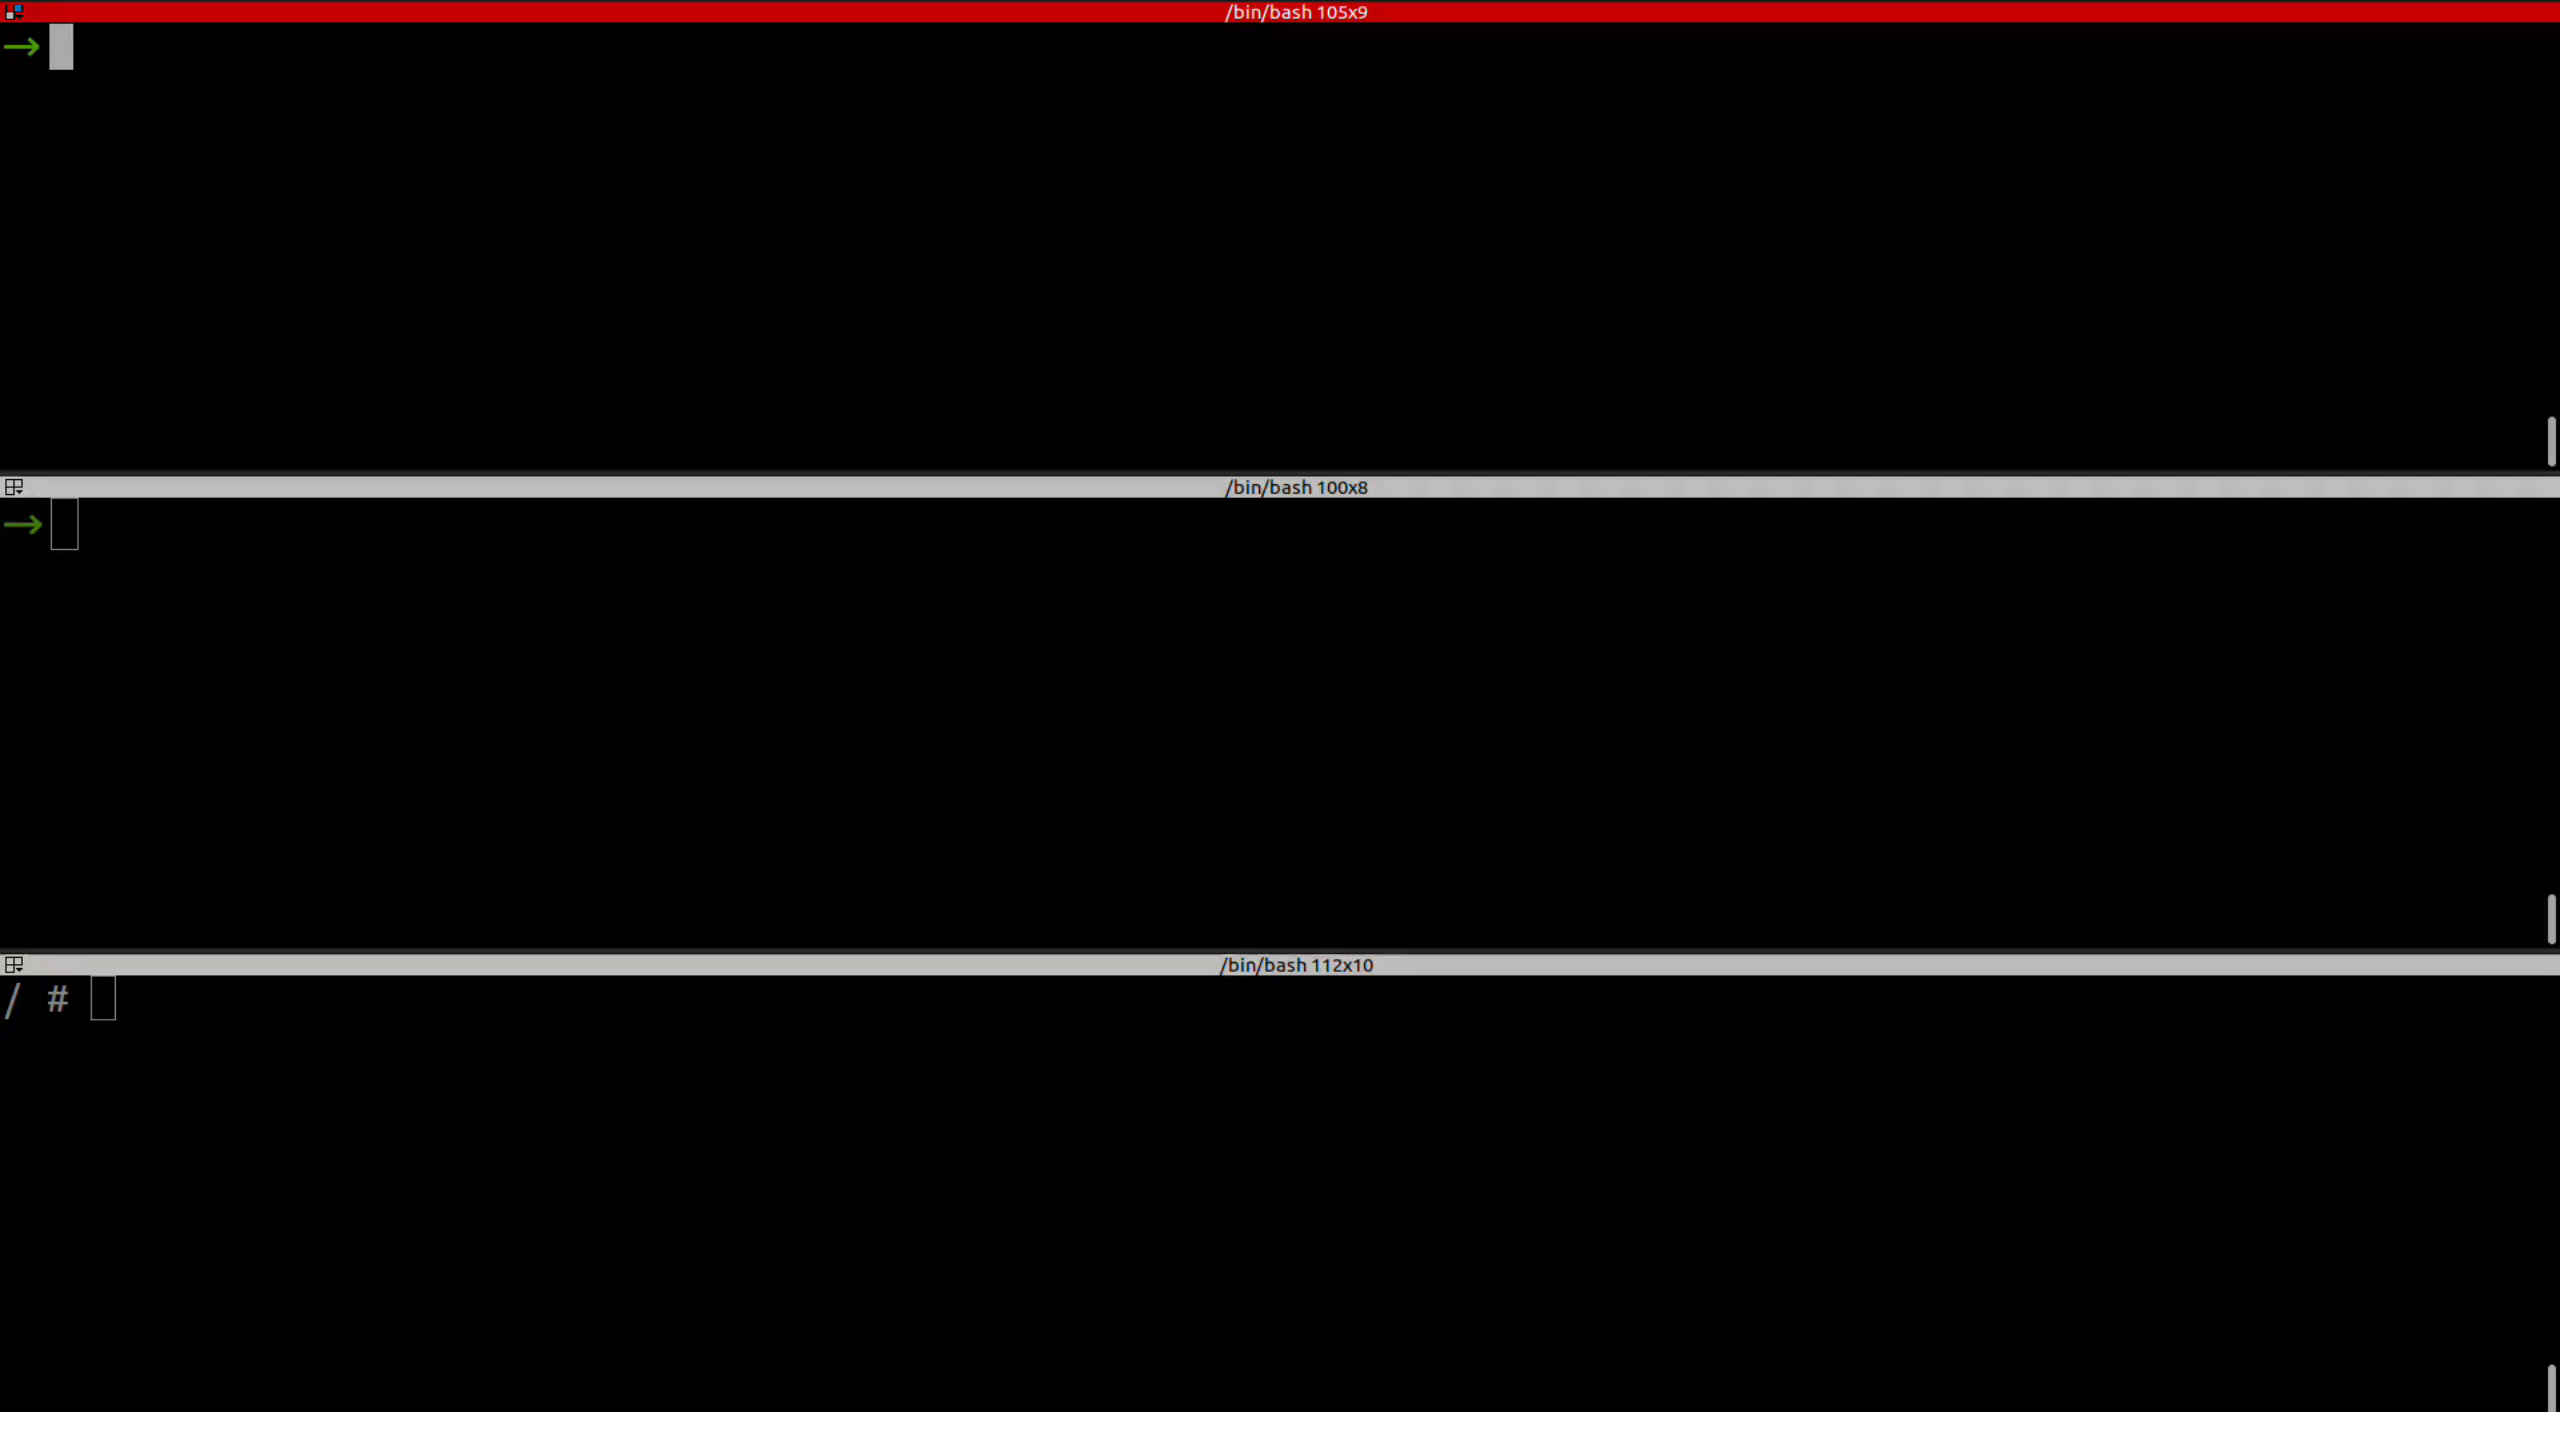 /bin/bash 105x9
→
/bin/bash 100x8
→
/bin/bash 112x10
/ #